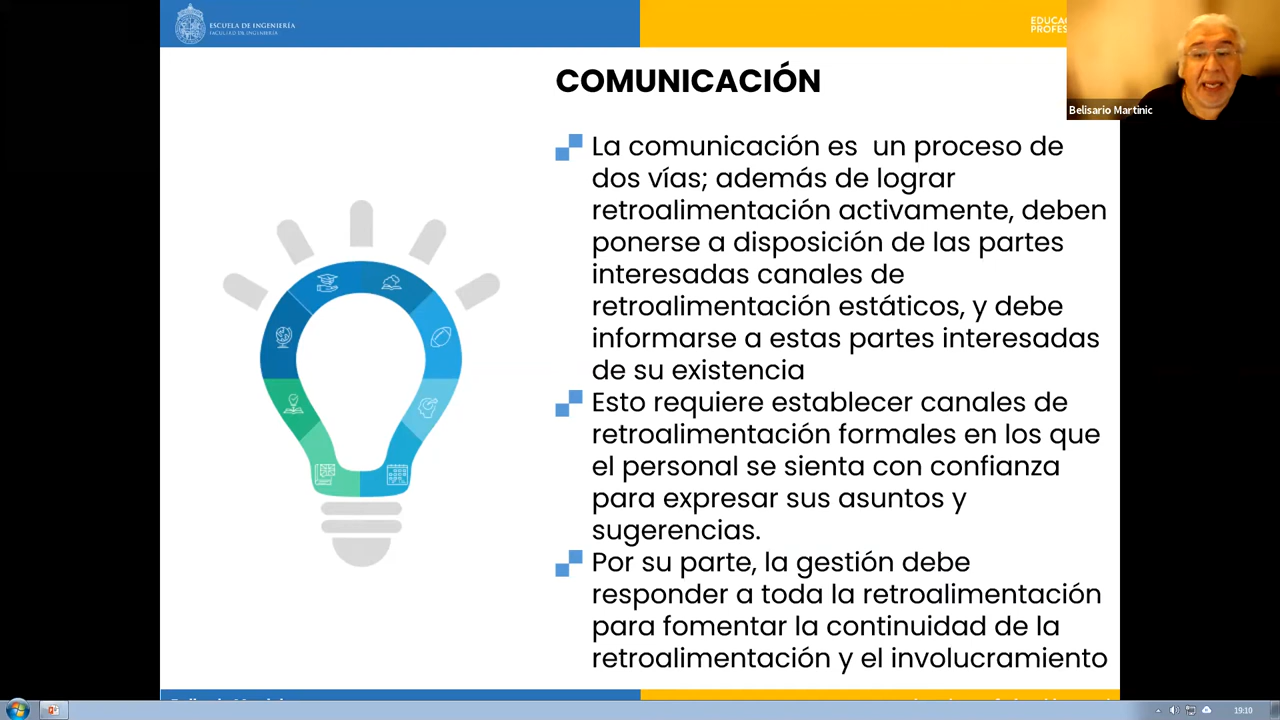 ESCUELA DE INGENIERÍA
FACULTAD DE INGENIERÍA
COMUNICACIÓN
Belisario Martinic
La comunicación es un proceso de
dos vías; además de lograr
retroalimentación activamente, deben
ponerse a disposición de las partes
interesadas canales de
retroalimentación estáticos, y debe
informarse a estas partes interesadas
de su existencia
Esto requiere establecer canales de
retroalimentación formales en los que
el personal se sienta con confianza
para expresar sus asuntos y
sugerencias.
Por su parte, la gestión debe
responder a toda la retroalimentación
para fomentar la continuidad de la
retroalimentación y el involucramiento
19:10